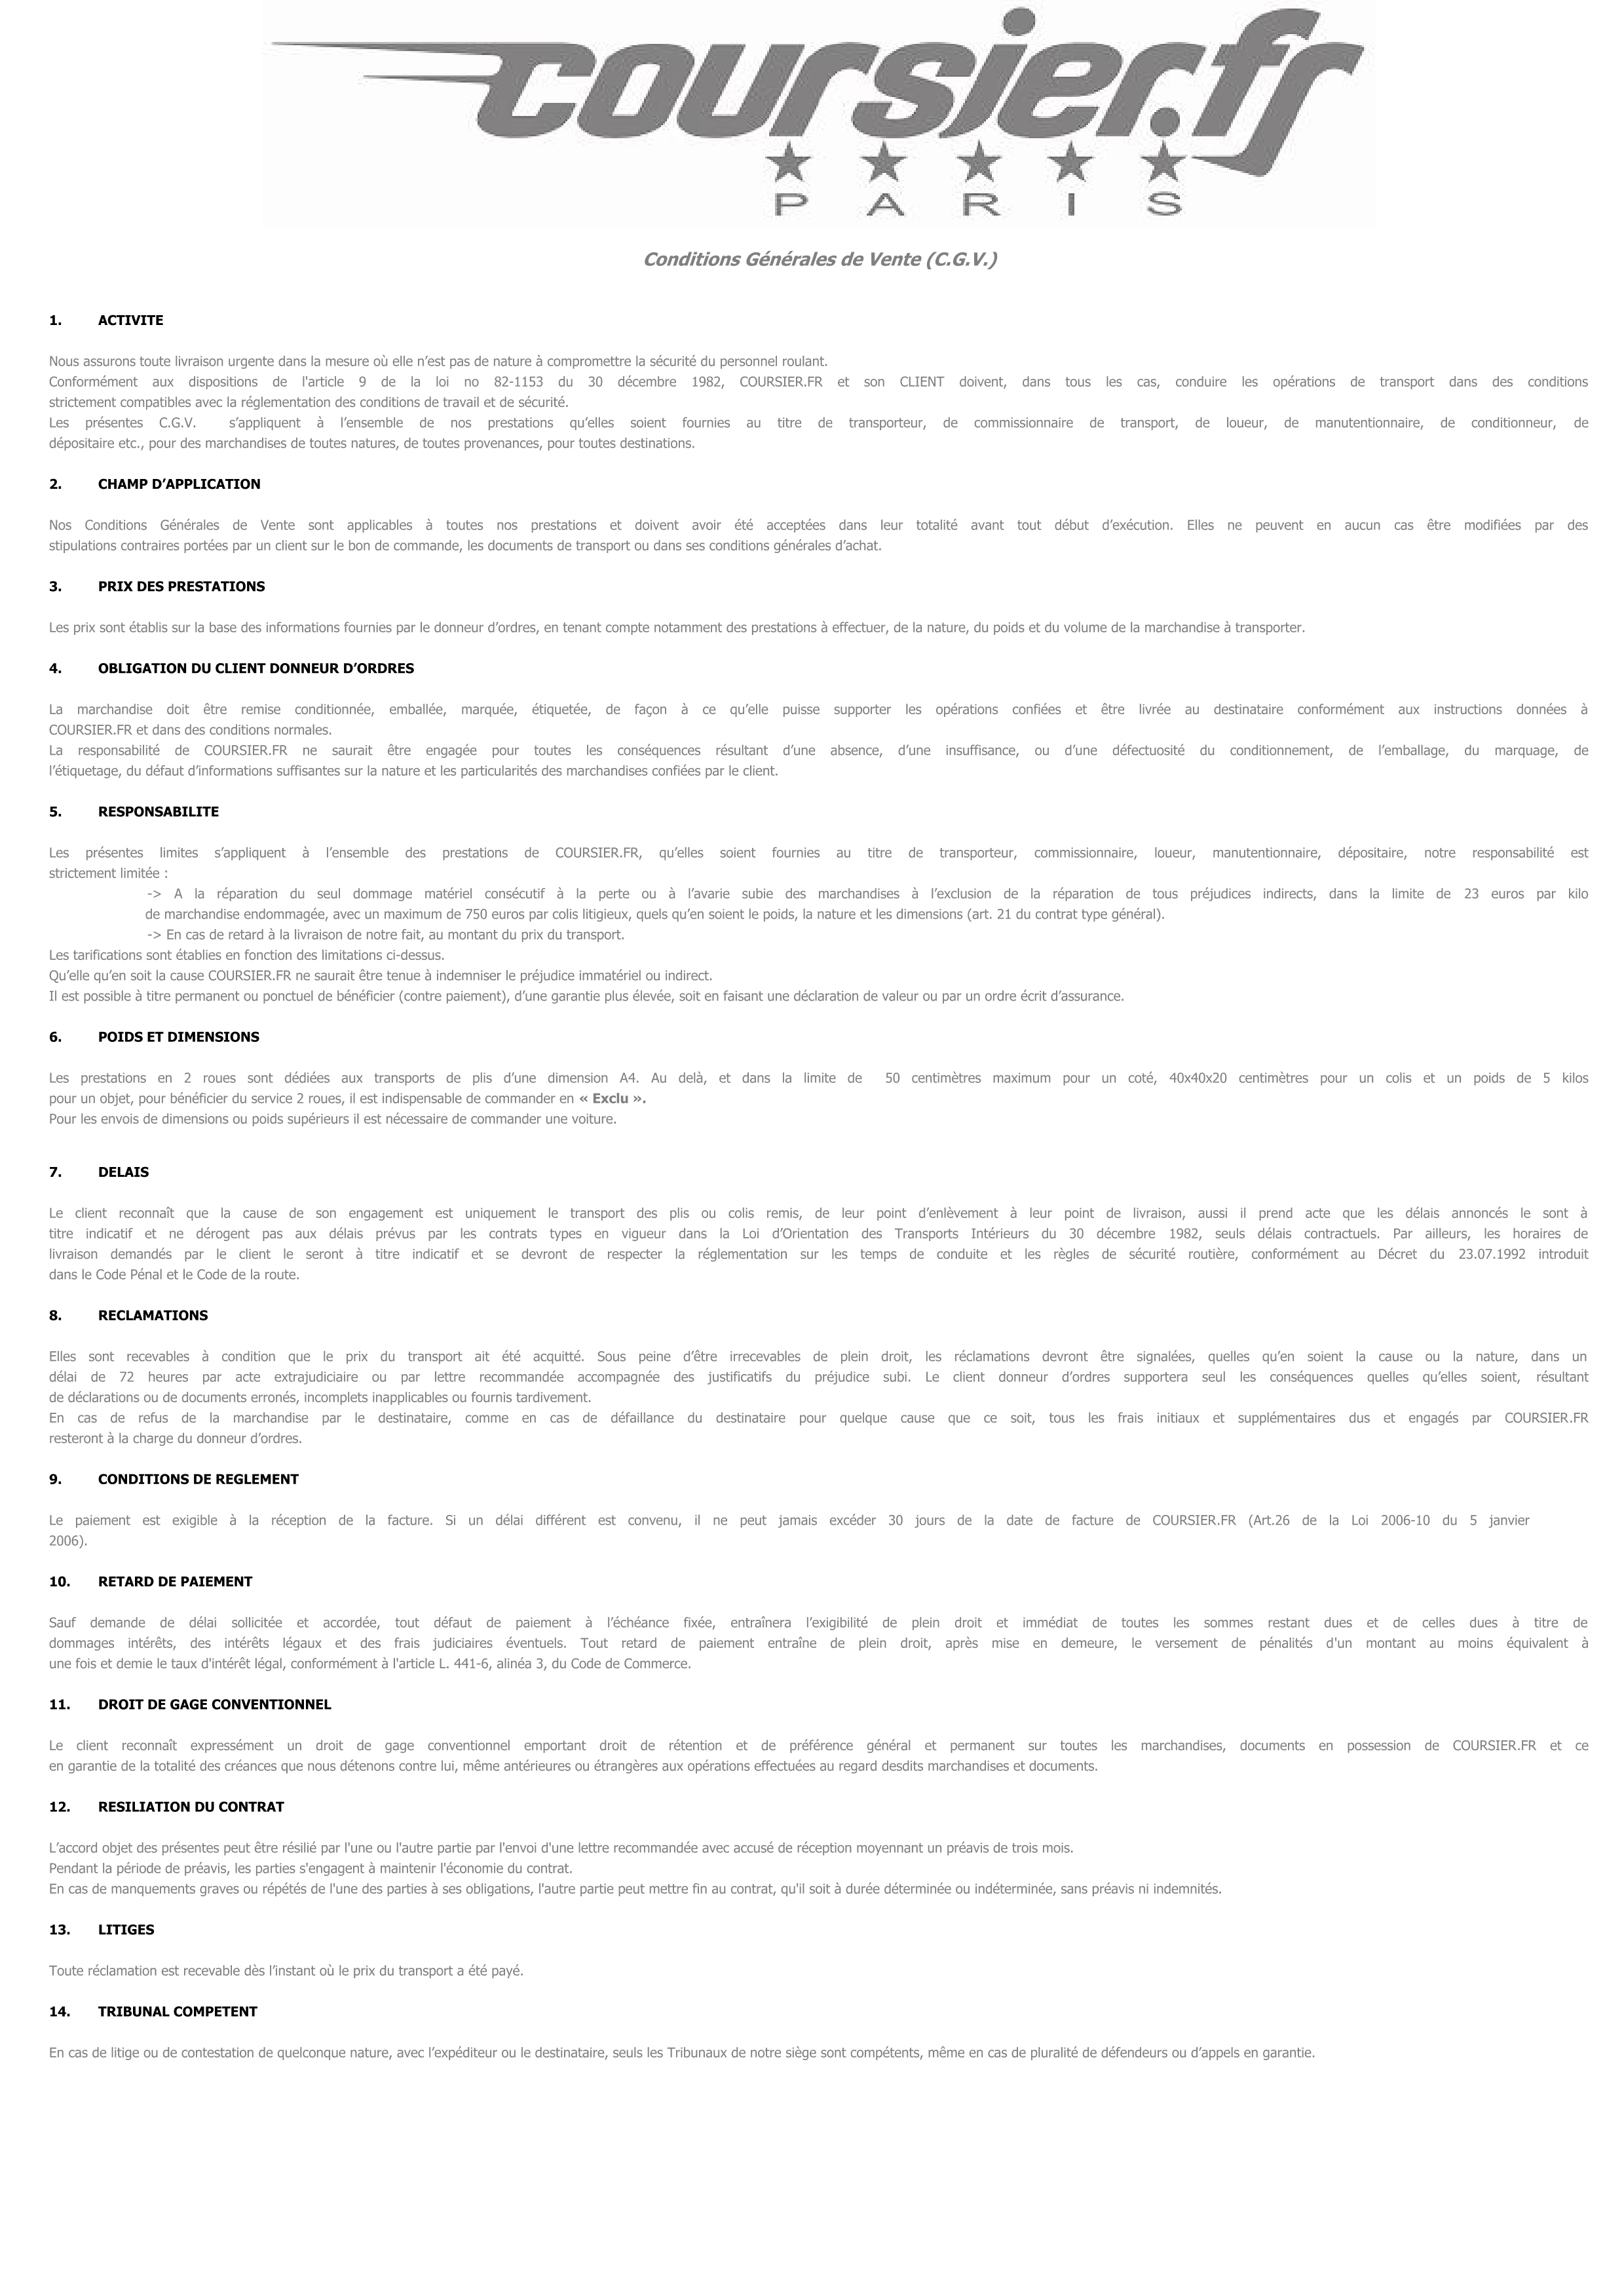 coursier.fr
PARIS
Conditions Générales de Vente (C.G.V.)
1. ACTIVITE
Nous assurons toute livraison urgente dans la mesure où elle n’est pas de nature à compromettre la sécurité du personnel roulant.
Conformément aux dispositions de l'article 9 de la loi no 82-1153 du 30 décembre 1982, COURSIER.FR et son CLIENT doivent, dans tous les cas, conduire les opérations de transport dans des conditions
strictement compatibles avec la réglementation des conditions de travail et de sécurité.
Les présentes C.G.V. s’appliquent à l’ensemble de nos prestations qu’elles soient fournies au titre de transporteur, de commissionnaire de transport, de loueur, de manutentionnaire, de conditionneur, de
dépositaire etc., pour des marchandises de toutes natures, de toutes provenances, pour toutes destinations.
2. CHAMP D’APPLICATION
Nos Conditions Générales de Vente sont applicables à toutes nos prestations et doivent avoir été acceptées dans leur totalité avant tout début d’exécution. Elles ne peuvent en aucun cas être modifiées par des
stipulations contraires portées par un client sur le bon de commande, les documents de transport ou dans ses conditions générales d’achat.
3. PRIX DES PRESTATIONS
Les prix sont établis sur la base des informations fournies par le donneur d’ordres, en tenant compte notamment des prestations à effectuer, de la nature, du poids et du volume de la marchandise à transporter.
4. OBLIGATION DU CLIENT DONNEUR D’ORDRES
La marchandise doit être remise conditionnée, emballée, marquée, étiquetée, de façon à ce qu’elle puisse supporter les opérations confiées et être livrée au destinataire conformément aux instructions données à
COURSIER.FR et dans des conditions normales.
La responsabilité de COURSIER.FR ne saurait être engagée pour toutes les conséquences résultant d’une absence, d’une insuffisance, ou d’une défectuosité du conditionnement, de l’emballage, du marquage, de
l’étiquetage, du défaut d’informations suffisantes sur la nature et les particularités des marchandises confiées par le client.
5. RESPONSABILITE
Les présentes limites s’appliquent à l’ensemble des prestations de COURSIER.FR, qu’elles soient fournies au titre de transporteur, commissionnaire, loueur, manutentionnaire, dépositaire, notre responsabilité est
strictement limitée :
-> A la réparation du seul dommage matériel consécutif à la perte ou à l’avarie subie des marchandises à l’exclusion de la réparation de tous préjudices indirects, dans la limite de 23 euros par kilo
de marchandise endommagée, avec un maximum de 750 euros par colis litigieux, quels qu’en soient le poids, la nature et les dimensions (art. 21 du contrat type général).
-> En cas de retard à la livraison de notre fait, au montant du prix du transport.
Les tarifications sont établies en fonction des limitations ci-dessus.
Qu’elle qu’en soit la cause COURSIER.FR ne saurait être tenue à indemniser le préjudice immatériel ou indirect.
Il est possible à titre permanent ou ponctuel de bénéficier (contre paiement), d’une garantie plus élevée, soit en faisant une déclaration de valeur ou par un ordre écrit d’assurance.
6. POIDS ET DIMENSIONS
Les prestations en 2 roues sont dédiées aux transports de plis d’une dimension A4. Au delà, et dans la limite de 50 centimètres maximum pour un coté, 40x40x20 centimètres pour un colis et un poids de 5 kilos
pour un objet, pour bénéficier du service 2 roues, il est indispensable de commander en « Exclu ».
Pour les envois de dimensions ou poids supérieurs il est nécessaire de commander une voiture.
7. DELAIS
Le client reconnaît que la cause de son engagement est uniquement le transport des plis ou colis remis, de leur point d’enlèvement à leur point de livraison, aussi il prend acte que les délais annoncés le sont à
titre indicatif et ne dérogent pas aux délais prévus par les contrats types en vigueur dans la Loi d’Orientation des Transports Intérieurs du 30 décembre 1982, seuls délais contractuels. Par ailleurs, les horaires de
livraison demandés par le client le seront à titre indicatif et se devront de respecter la réglementation sur les temps de conduite et les règles de sécurité routière, conformément au Décret du 23.07.1992 introduit
dans le Code Pénal et le Code de la route.
8. RECLAMATIONS
Elles sont recevables à condition que le prix du transport ait été acquitté. Sous peine d’être irrecevables de plein droit, les réclamations devront être signalées, quelles qu’en soient la cause ou la nature, dans un
délai de 72 heures par acte extrajudiciaire ou par lettre recommandée accompagnée des justificatifs du préjudice subi. Le client donneur d’ordres supportera seul les conséquences quelles qu’elles soient, résultant
de déclarations ou de documents erronés, incomplets inapplicables ou fournis tardivement.
En cas de refus de la marchandise par le destinataire, comme en cas de défaillance du destinataire pour quelque cause que ce soit, tous les frais initiaux et supplémentaires dus et engagés par COURSIER.FR
resteront à la charge du donneur d’ordres.
9. CONDITIONS DE REGLEMENT
Le paiement est exigible à la réception de la facture. Si un délai différent est convenu, il ne peut jamais excéder 30 jours de la date de facture de COURSIER.FR (Art.26 de la Loi 2006-10 du 5 janvier
2006).
10. RETARD DE PAIEMENT
Sauf demande de délai sollicitée et accordée, tout défaut de paiement à l’échéance fixée, entraînera l’exigibilité de plein droit et immédiat de toutes les sommes restant dues et de celles dues à titre de
dommages intérêts, des intérêts légaux et des frais judiciaires éventuels. Tout retard de paiement entraîne de plein droit, après mise en demeure, le versement de pénalités d'un montant au moins équivalent à
une fois et demie le taux d'intérêt légal, conformément à l'article L. 441-6, alinéa 3, du Code de Commerce.
11. DROIT DE GAGE CONVENTIONNEL
Le client reconnaît expressément un droit de gage conventionnel emportant droit de rétention et de préférence général et permanent sur toutes les marchandises, documents en possession de COURSIER.FR et ce
en garantie de la totalité des créances que nous détenons contre lui, même antérieures ou étrangères aux opérations effectuées au regard desdits marchandises et documents.
12. RESILIATION DU CONTRAT
L’accord objet des présentes peut être résilié par l'une ou l'autre partie par l'envoi d'une lettre recommandée avec accusé de réception moyennant un préavis de trois mois.
Pendant la période de préavis, les parties s'engagent à maintenir l'économie du contrat.
En cas de manquements graves ou répétés de l'une des parties à ses obligations, l'autre partie peut mettre fin au contrat, qu'il soit à durée déterminée ou indéterminée, sans préavis ni indemnités.
13. LITIGES
Toute réclamation est recevable dès l’instant où le prix du transport a été payé.
14. TRIBUNAL COMPETENT
En cas de litige ou de contestation de quelconque nature, avec l’expéditeur ou le destinataire, seuls les Tribunaux de notre siège sont compétents, même en cas de pluralité de défendeurs ou d’appels en garantie.